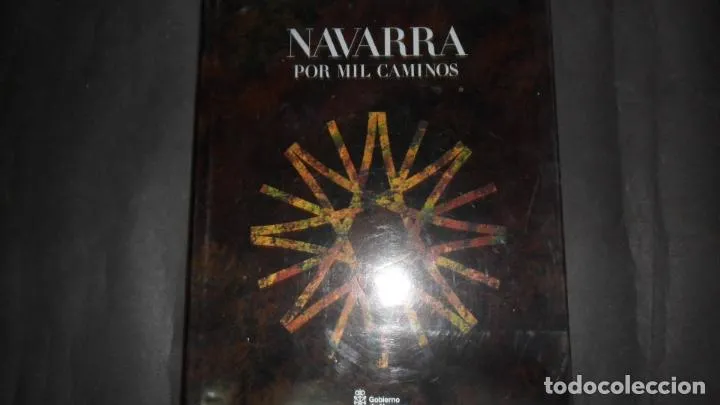 NAVARRA
POR MIL CAMINOS
Gobierno
todocoleccion